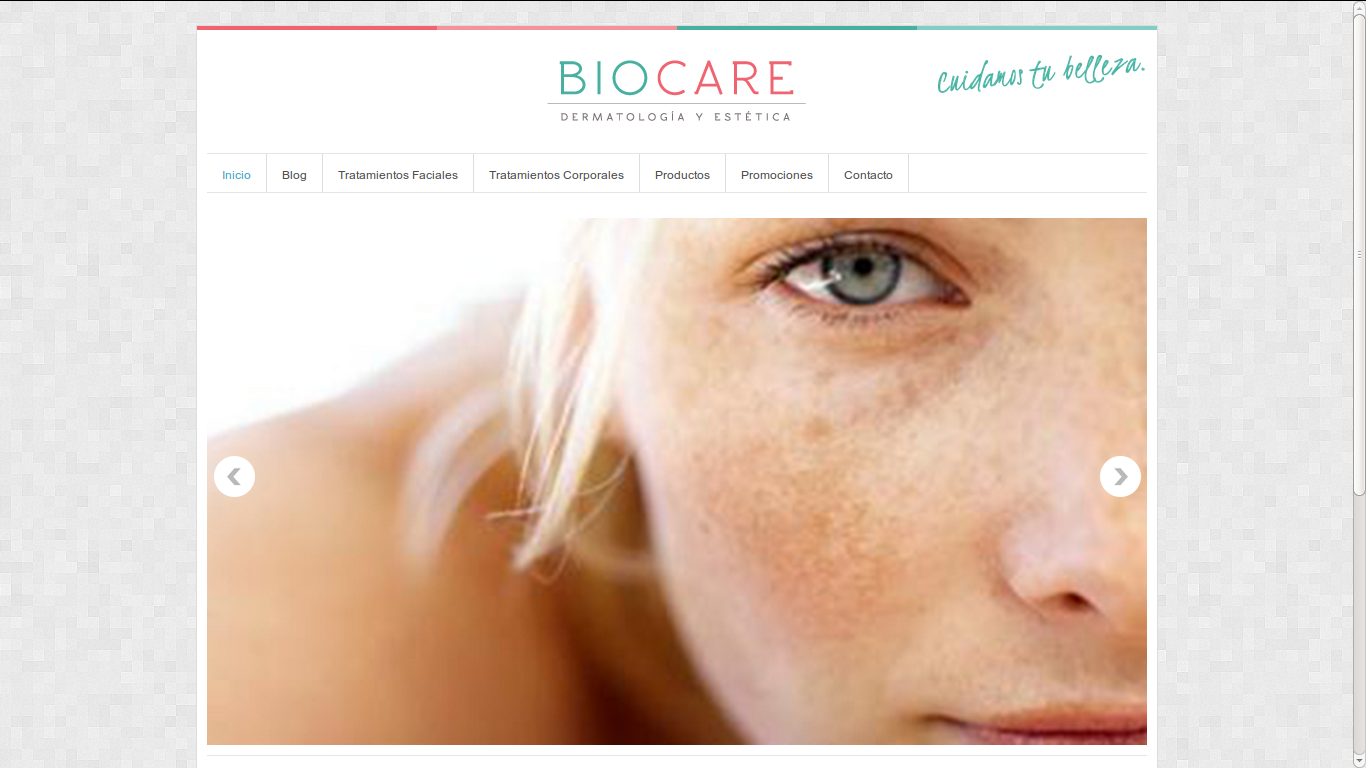 BIOCARE
DERMATOLOGÍA Y ESTÉTICA
Cuidamos tu belleza.
Inicio
Blog
Tratamientos Faciales
Tratamientos Corporales
Productos
Promociones
Contacto